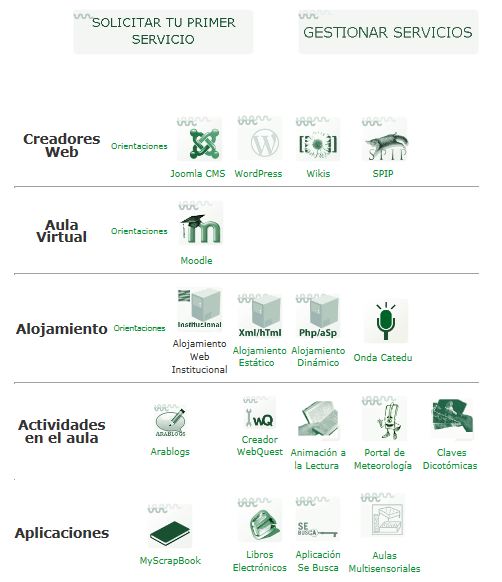 SOLICITAR TU PRIMER
SERVICIO
GESTIONAR SERVICIOS
Creadores
Web
Orientaciones
Joomla CMS
WordPress
Wikis
SPIP
SPIP
Aula
Virtual
Orientaciones
m
Moodle
Alojamiento
Orientaciones
Institucional
Alojamiento
Web
Institucional
Xml/hTml
Alojamiento
Estático
Php/aSp
Alojamiento
Dinámico
Onda Catedu
Actividades
en el aula
ARABLOGS
Arablogs
WQ
Creador
WebQuest
Animación a
la Lectura
Portal de
Meteorología
Claves
Dicotómicas
Aplicaciones
MyScrapBook
Libros
Electrónicos
SE
BUSCA
Aplicación
Se Busca
Aulas
Multisensoriales